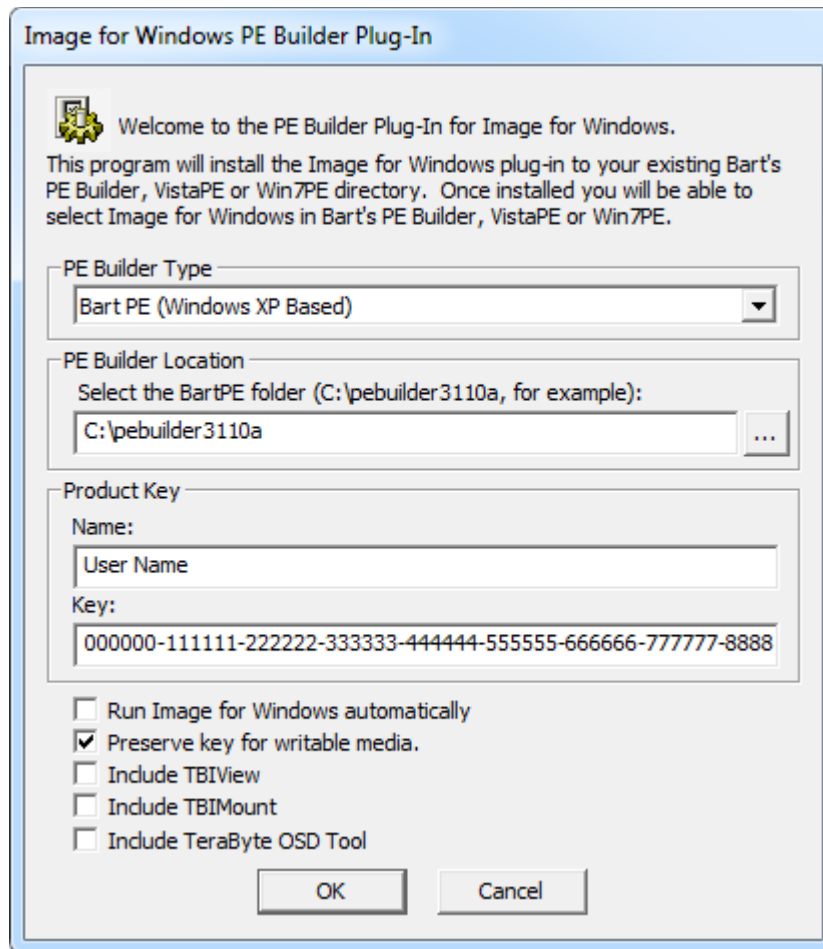 Image for Windows PE Builder Plug-In
Welcome to the PE Builder Plug-In for Image for Windows.
This program will install the Image for Windows plug-in to your existing Bart's
PE Builder, VistaPE or Win7PE directory.  Once installed you will be able to
select Image for Windows in Bart's PE Builder, VistaPE or Win7PE.
PE Builder Type
Bart PE (Windows XP Based)
PE Builder Location
Select the BartPE folder (C:\pebuilder3110a, for example):
C:\pebuilder3110a
...
Product Key
Name:
User Name
Key:
000000-111111-222222-333333-444444-555555-666666-777777-8888
Run Image for Windows automatically
Preserve key for writable media.
Include TBIView
Include TBIMount
Include TeraByte OSD Tool
OK
Cancel